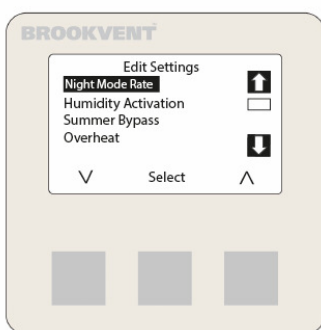 BROOKVENT
Edit Settings
Night Mode Rate
Humidity Activation
Summer Bypass
Overheat
Select